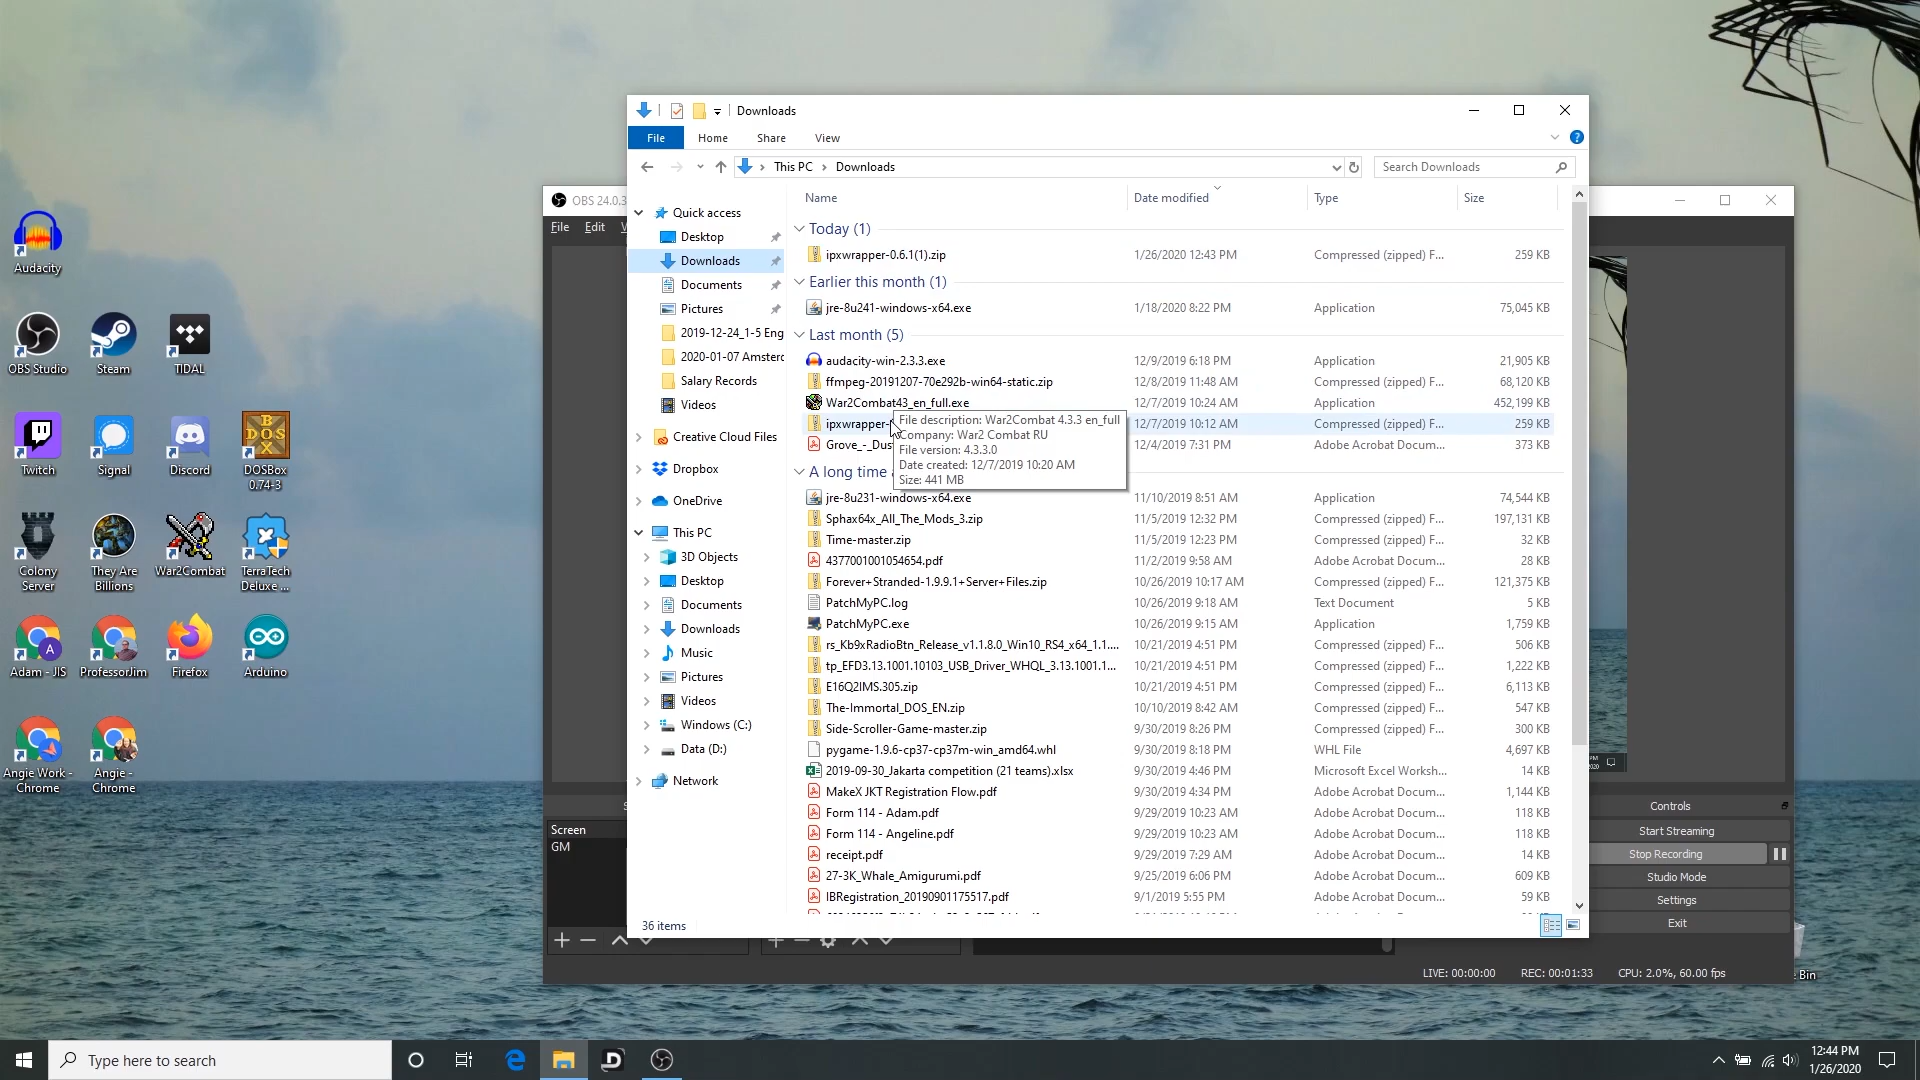 Downloads
File
Home
Share
View
This PC
Downloads
Search Downloads
OBS 24.0.3
File
Edit
Name
Date modified
Type
Size
Quick access
Desktop
Downloads
Documents
Pictures
2019-12-24_1-5 Eng
2020-01-07 Amsterd
Salary Records
Videos
Creative Cloud Files
Dropbox
OneDrive
This PC
3D Objects
Desktop
Documents
Downloads
Music
Pictures
Videos
Windows (C:)
Data (D:)
Network
Today (1)
ipxwrapper-0.6.1(1).zip 1/26/2020 12:43 PM Compressed (zipped) F... 259 KB
Earlier this month (1)
jre-8u241-windows-x64.exe 1/18/2020 8:22 PM Application 75,045 KB
Last month (5)
audacity-win-2.3.3.exe 12/9/2019 6:18 PM Application 21,905 KB
ffmpeg-20191207-70e292b-win64-static.zip 12/8/2019 11:48 AM Compressed (zipped) F... 68,120 KB
War2Combat43_en_full.exe 12/7/2019 10:24 AM Application 452,199 KB
ipxwrapper- 12/7/2019 10:12 AM Compressed (zipped) F... 259 KB
Grove_-_Dus 12/4/2019 7:31 PM Adobe Acrobat Docum... 373 KB
File description: War2Combat 4.3.3 en_full
Company: War2 Combat RU
File version: 4.3.3.0
Date created: 12/7/2019 10:20 AM
Size: 441 MB
A long time
jre-8u231-windows-x64.exe 11/10/2019 8:51 AM Application 74,544 KB
Sphax64x_All_The_Mods_3.zip 11/5/2019 12:32 PM Compressed (zipped) F... 197,131 KB
Time-master.zip 11/5/2019 12:23 PM Compressed (zipped) F... 32 KB
4377001001054654.pdf 11/2/2019 9:58 AM Adobe Acrobat Docum... 28 KB
Forever+Stranded-1.9.9.1+Server+Files.zip 10/26/2019 10:17 AM Compressed (zipped) F... 121,375 KB
PatchMyPC.log 10/26/2019 9:18 AM Text Document 5 KB
PatchMyPC.exe 10/26/2019 9:15 AM Application 1,759 KB
rs_Kb9xRadioBtn_Release_v1.1.8.0_Win10_RS4_x64_1.1.... 10/21/2019 4:51 PM Compressed (zipped) F... 506 KB
tp_EFD3.13.1001.10103_USB_Driver_WHQL_3.13.1001.1... 10/21/2019 4:51 PM Compressed (zipped) F... 1,222 KB
E16Q2IMS.305.zip 10/21/2019 4:51 PM Compressed (zipped) F... 6,113 KB
The-Immortal_DOS_EN.zip 10/10/2019 8:42 AM Compressed (zipped) F... 547 KB
Side-Scroller-Game-master.zip 9/30/2019 8:26 PM Compressed (zipped) F... 300 KB
pygame-1.9.6-cp37-cp37m-win_amd64.whl 9/30/2019 8:18 PM WHL File 4,697 KB
2019-09-30_Jakarta competition (21 teams).xlsx 9/30/2019 4:46 PM Microsoft Excel Worksh... 14 KB
MakeX JKT Registration Flow.pdf 9/30/2019 4:34 PM Adobe Acrobat Docum... 1,144 KB
Form 114 - Adam.pdf 9/29/2019 10:23 AM Adobe Acrobat Docum... 118 KB
Form 114 - Angeline.pdf 9/29/2019 10:23 AM Adobe Acrobat Docum... 118 KB
receipt.pdf 9/29/2019 7:29 AM Adobe Acrobat Docum... 14 KB
27-3K_Whale_Amigurumi.pdf 9/25/2019 6:06 PM Adobe Acrobat Docum... 609 KB
IBRegistration_20190901175517.pdf 9/1/2019 5:55 PM Adobe Acrobat Docum... 59 KB
36 items
Audacity
OBS Studio
Steam
TIDAL
Twitch
Signal
Discord
DOSBox
0.74-3
Colony
Server
They Are
Billions
War2Combat
TerraTech
Deluxe ...
Adam - JIS
ProfessorJim
Firefox
Arduino
Angie Work -
Chrome
Angie -
Chrome
Screen
GM
Controls
Start Streaming
Stop Recording
Studio Mode
Settings
Exit
LIVE: 00:00:00
REC: 00:01:33
CPU: 2.0%, 60.00 fps
Bin
Type here to search
12:44 PM
1/26/2020